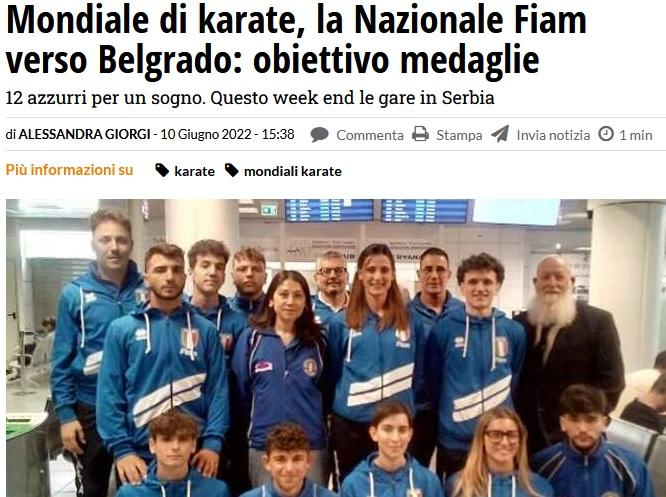 Mondiale di karate, la Nazionale Fiam
verso Belgrado: obiettivo medaglie
12 azzurri per un sogno. Questo week end le gare in Serbia
di ALESSANDRA GIORGI - 10 Giugno 2022 - 15:38 Commenta Stampa Invia notizia 1 min
Più informazioni su karate mondiali karate